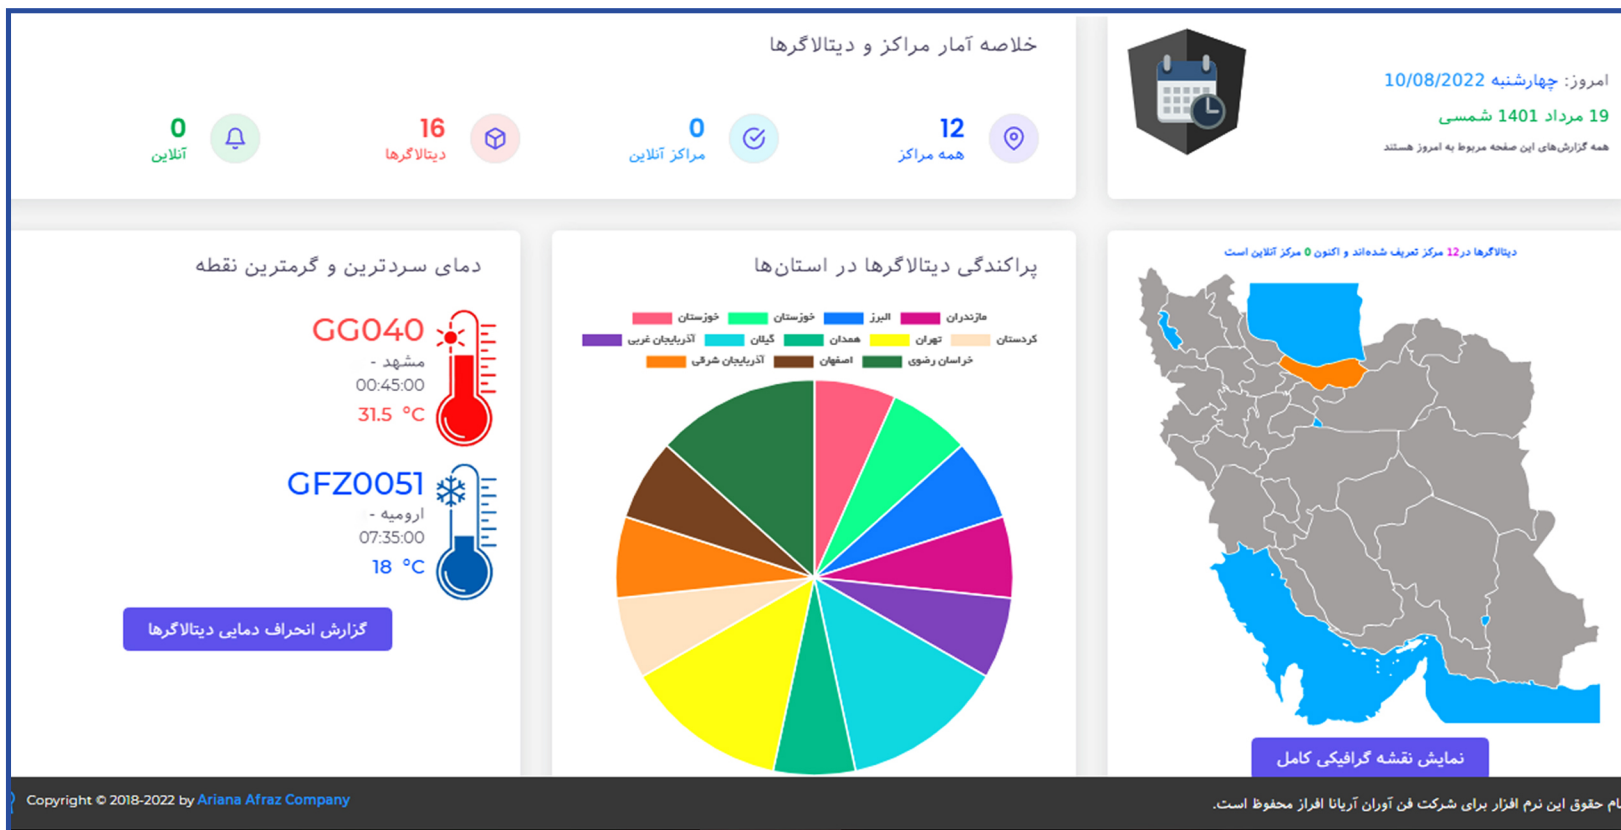 امروز: چهارشنبه 10/08/2022
19 مرداد 1401 شمسی
همه گزارش‌های این صفحه مربوط به امروز هستند
خلاصه آمار مراکز و دیتالاگرها
12
همه مراکز
0
مراکز آنلاین
16
دیتالاگرها
0
آنلاین
دیتالاگرها در12 مرکز تعریف شده‌اند و اکنون 0 مرکز آنلاین است
نمایش نقشه گرافیکی کامل
پراکندگی دیتالاگرها در استان‌ها
مازندران البرز خوزستان خوزستان
کردستان تهران همدان گیلان آذربایجان غربی
خراسان رضوی اصفهان آذربایجان شرقی
دمای سردترین و گرمترین نقطه
GG040
مشهد -
00:45:00
31.5 °C
GFZ0051
ارومیه -
07:35:00
18 °C
گزارش انحراف دمایی دیتالاگرها
ام حقوق این نرم افزار برای شرکت فن آوران آریانا افراز محفوظ است.
Copyright © 2018-2022 by Ariana Afraz Company